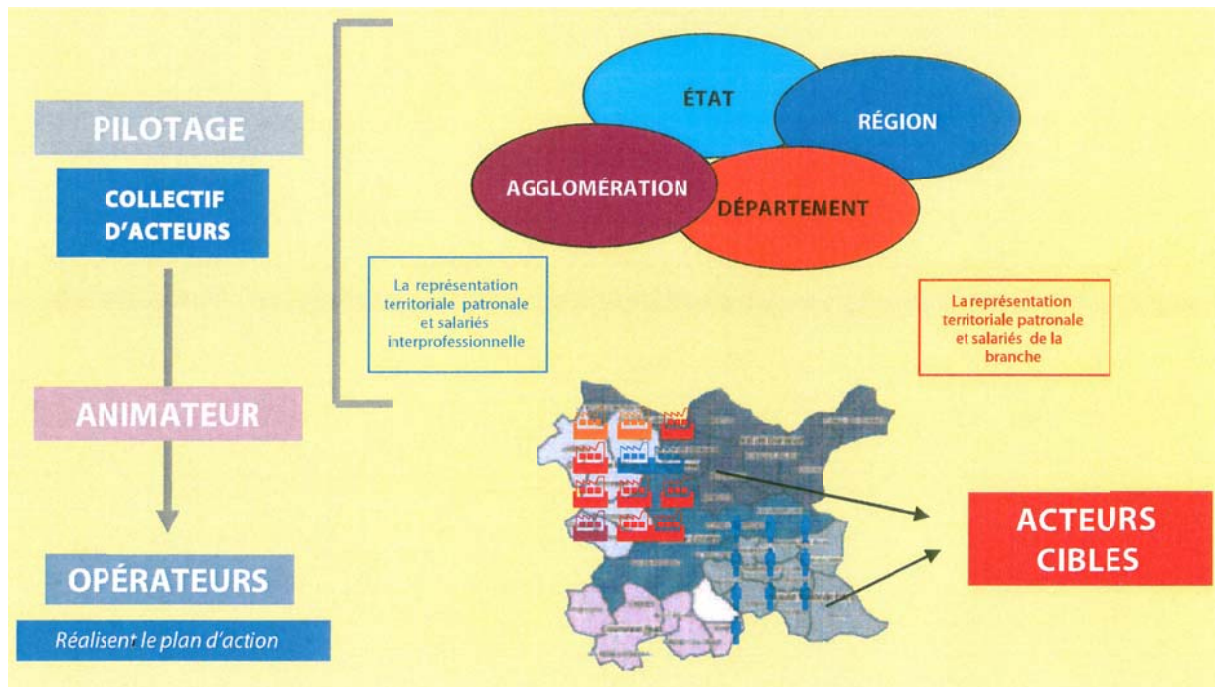 PILOTAGE
COLLECTIF
D'ACTEURS
ANIMATEUR
OPÉRATEURS
Réalisent le plan d'action
ÉTAT
RÉGION
AGGLOMÉRATION
DÉPARTEMENT
La représentation
territoriale patronale
et salariés
interprofessionnelle
La représentation
territoriale patronale
et salariés de la
branche
ACTEURS
CIBLES